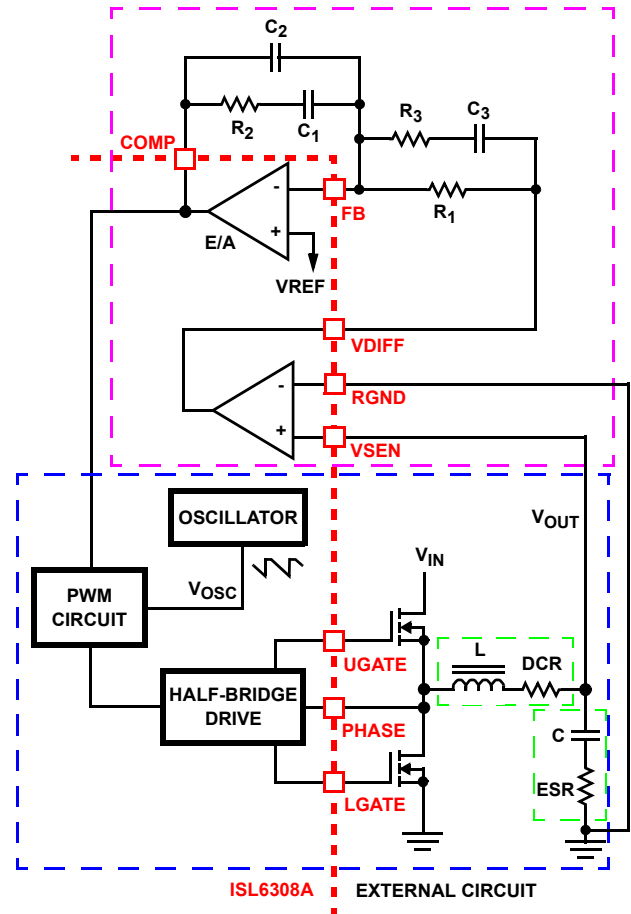 C2
R2
C1
R3
C3
COMP
-
+
E/A
FB
R1
VREF
VDIFF
-
RGND
+
VSEN
OSCILLATOR
VOUT
VIN
VOSC
PWM
CIRCUIT
UGATE
L
DCR
HALF-BRIDGE
DRIVE
PHASE
C
ESR
LGATE
ISL6308A
EXTERNAL CIRCUIT